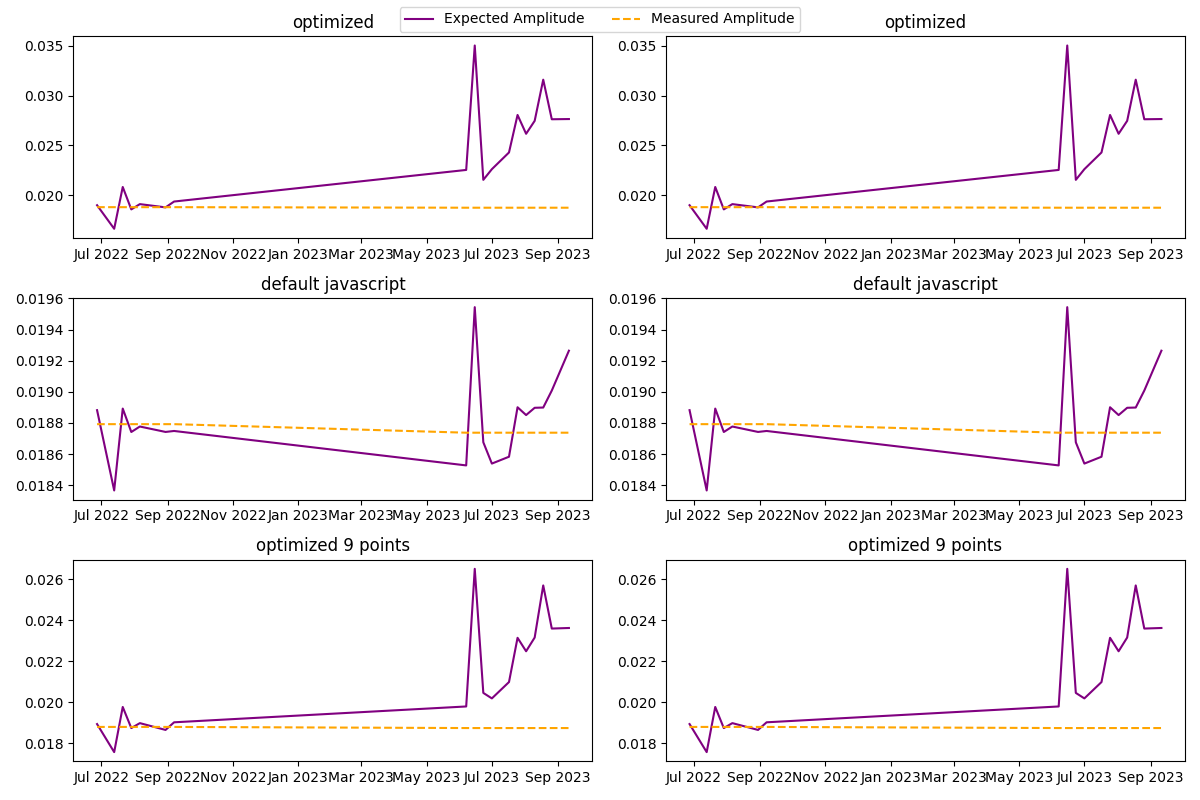 Expected Amplitude Measured Amplitude
optimized optimized
0.035 0.035
0.030 0.030
0.025 0.025
0.020 0.020
Jul 2022 Sep 2022 Nov 2022 Jan 2023 Mar 2023 May 2023 Jul 2023 Sep 2023 Jul 2022 Sep 2022 Nov 2022 Jan 2023 Mar 2023 May 2023 Jul 2023 Sep 2023
default javascript default javascript
0.0196 0.0196
0.0194 0.0194
0.0192 0.0192
0.0190 0.0190
0.0188 0.0188
0.0186 0.0186
0.0184 0.0184
Jul 2022 Sep 2022 Nov 2022 Jan 2023 Mar 2023 May 2023 Jul 2023 Sep 2023 Jul 2022 Sep 2022 Nov 2022 Jan 2023 Mar 2023 May 2023 Jul 2023 Sep 2023
optimized 9 points optimized 9 points
0.026 0.026
0.024 0.024
0.022 0.022
0.020 0.020
0.018 0.018
Jul 2022 Sep 2022 Nov 2022 Jan 2023 Mar 2023 May 2023 Jul 2023 Sep 2023 Jul 2022 Sep 2022 Nov 2022 Jan 2023 Mar 2023 May 2023 Jul 2023 Sep 2023